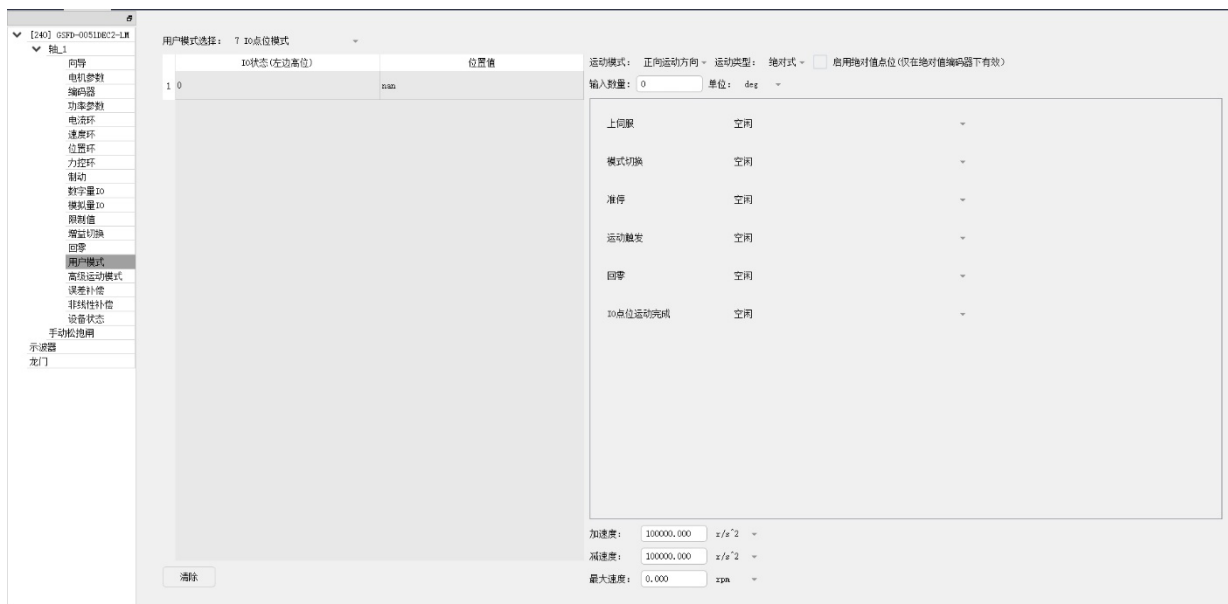 [240] GSFD-0051DEC2-LM
轴_1
向导
电机参数
编码器
功率参数
电流环
速度环
位置环
力控环
制动
数字量IO
模拟量IO
限制值
增益切换
回零
用户模式
高级运动模式
误差补偿
非线性补偿
设备状态
手动松抱闸
示波器
龙门
用户模式选择: 7 IO点位模式
IO状态(左边高位) 位置值
1 0 nan
清除
运动模式: 正向运动方向 运动类型: 绝对式 启用绝对值点位(仅在绝对值编码器下有效)
输入数量: 0 单位: deg
上伺服 空闲
模式切换 空闲
准停 空闲
运动触发 空闲
回零 空闲
IO点位运动完成 空闲
加速度: 100000.000 r/s^2
减速度: 100000.000 r/s^2
最大速度: 0.000 rpm